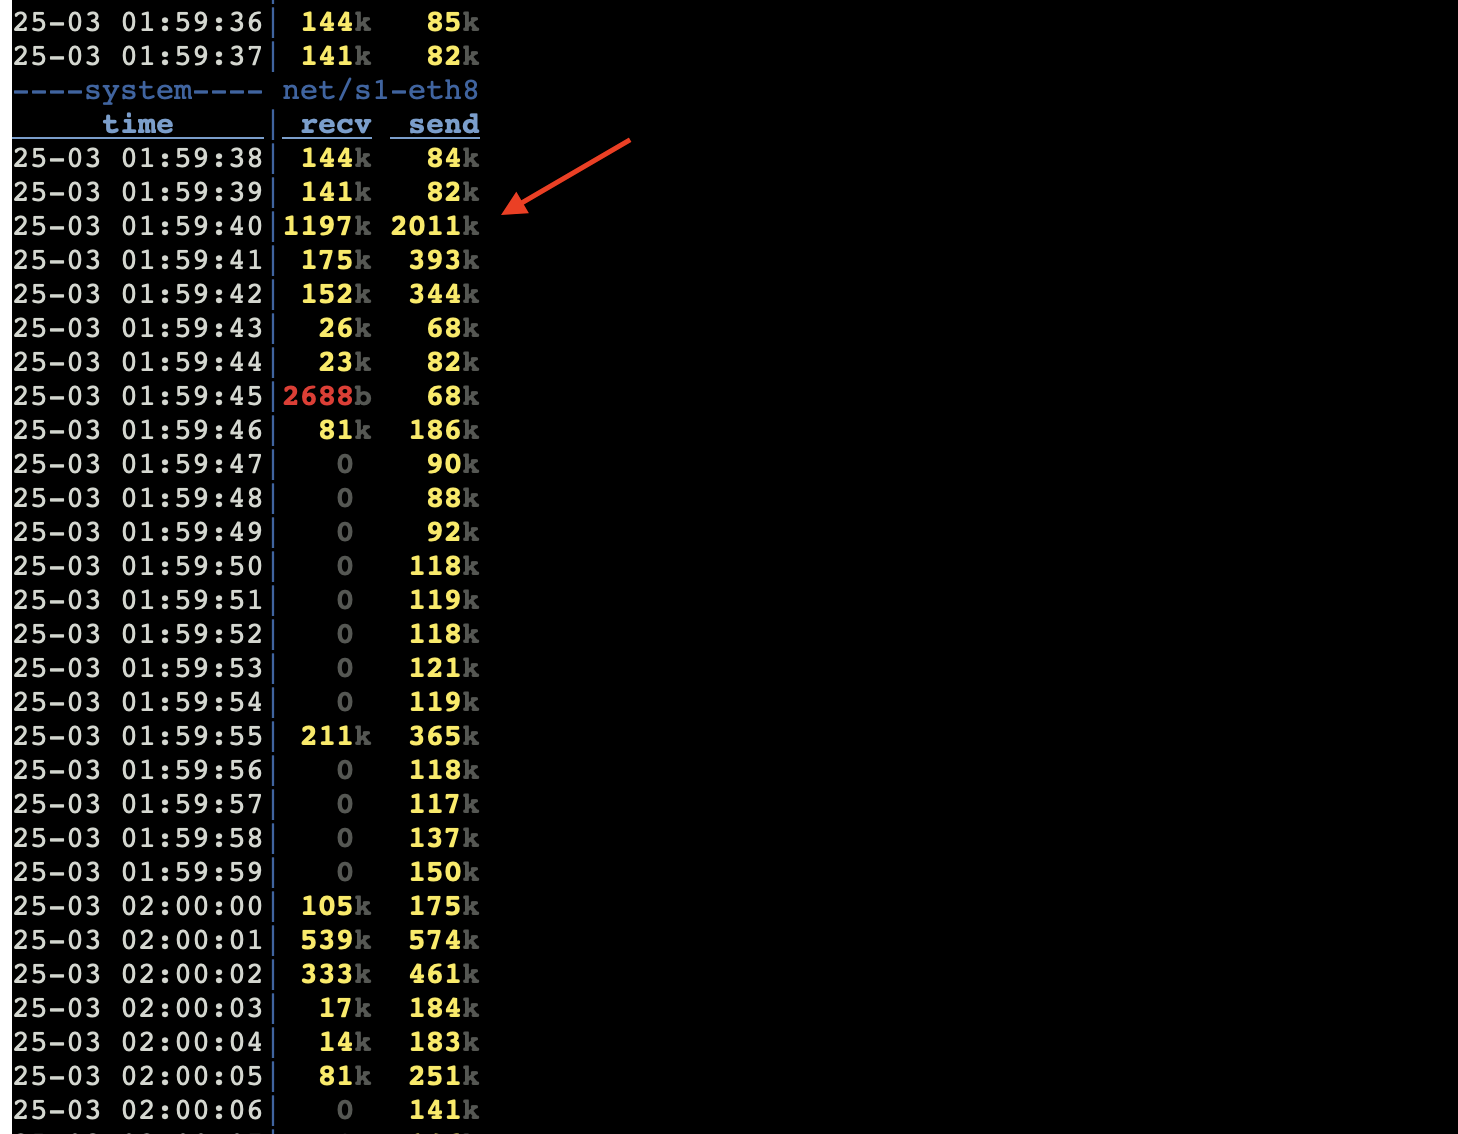 25-03 01:59:36| 144k 85k
25-03 01:59:37| 141k 82k
----system---- net/s1-eth8
time | recv send
25-03 01:59:38| 144k 84k
25-03 01:59:39| 141k 82k
25-03 01:59:40|1197k 2011k
25-03 01:59:41| 175k 393k
25-03 01:59:42| 152k 344k
25-03 01:59:43| 26k 68k
25-03 01:59:44| 23k 82k
25-03 01:59:45|2688b 68k
25-03 01:59:46| 81k 186k
25-03 01:59:47| 0 90k
25-03 01:59:48| 0 88k
25-03 01:59:49| 0 92k
25-03 01:59:50| 0 118k
25-03 01:59:51| 0 119k
25-03 01:59:52| 0 118k
25-03 01:59:53| 0 121k
25-03 01:59:54| 0 119k
25-03 01:59:55| 211k 365k
25-03 01:59:56| 0 118k
25-03 01:59:57| 0 117k
25-03 01:59:58| 0 137k
25-03 01:59:59| 0 150k
25-03 02:00:00| 105k 175k
25-03 02:00:01| 539k 574k
25-03 02:00:02| 333k 461k
25-03 02:00:03| 17k 184k
25-03 02:00:04| 14k 183k
25-03 02:00:05| 81k 251k
25-03 02:00:06| 0 141k